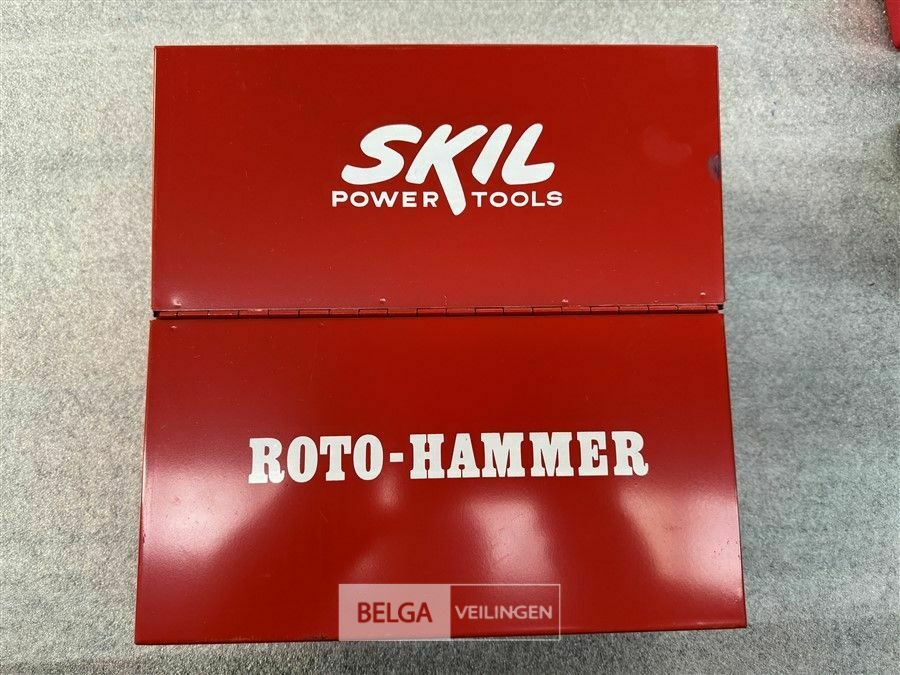 SKIL
POWER TOOLS
ROTO-HAMMER
BELGA VEILINGEN